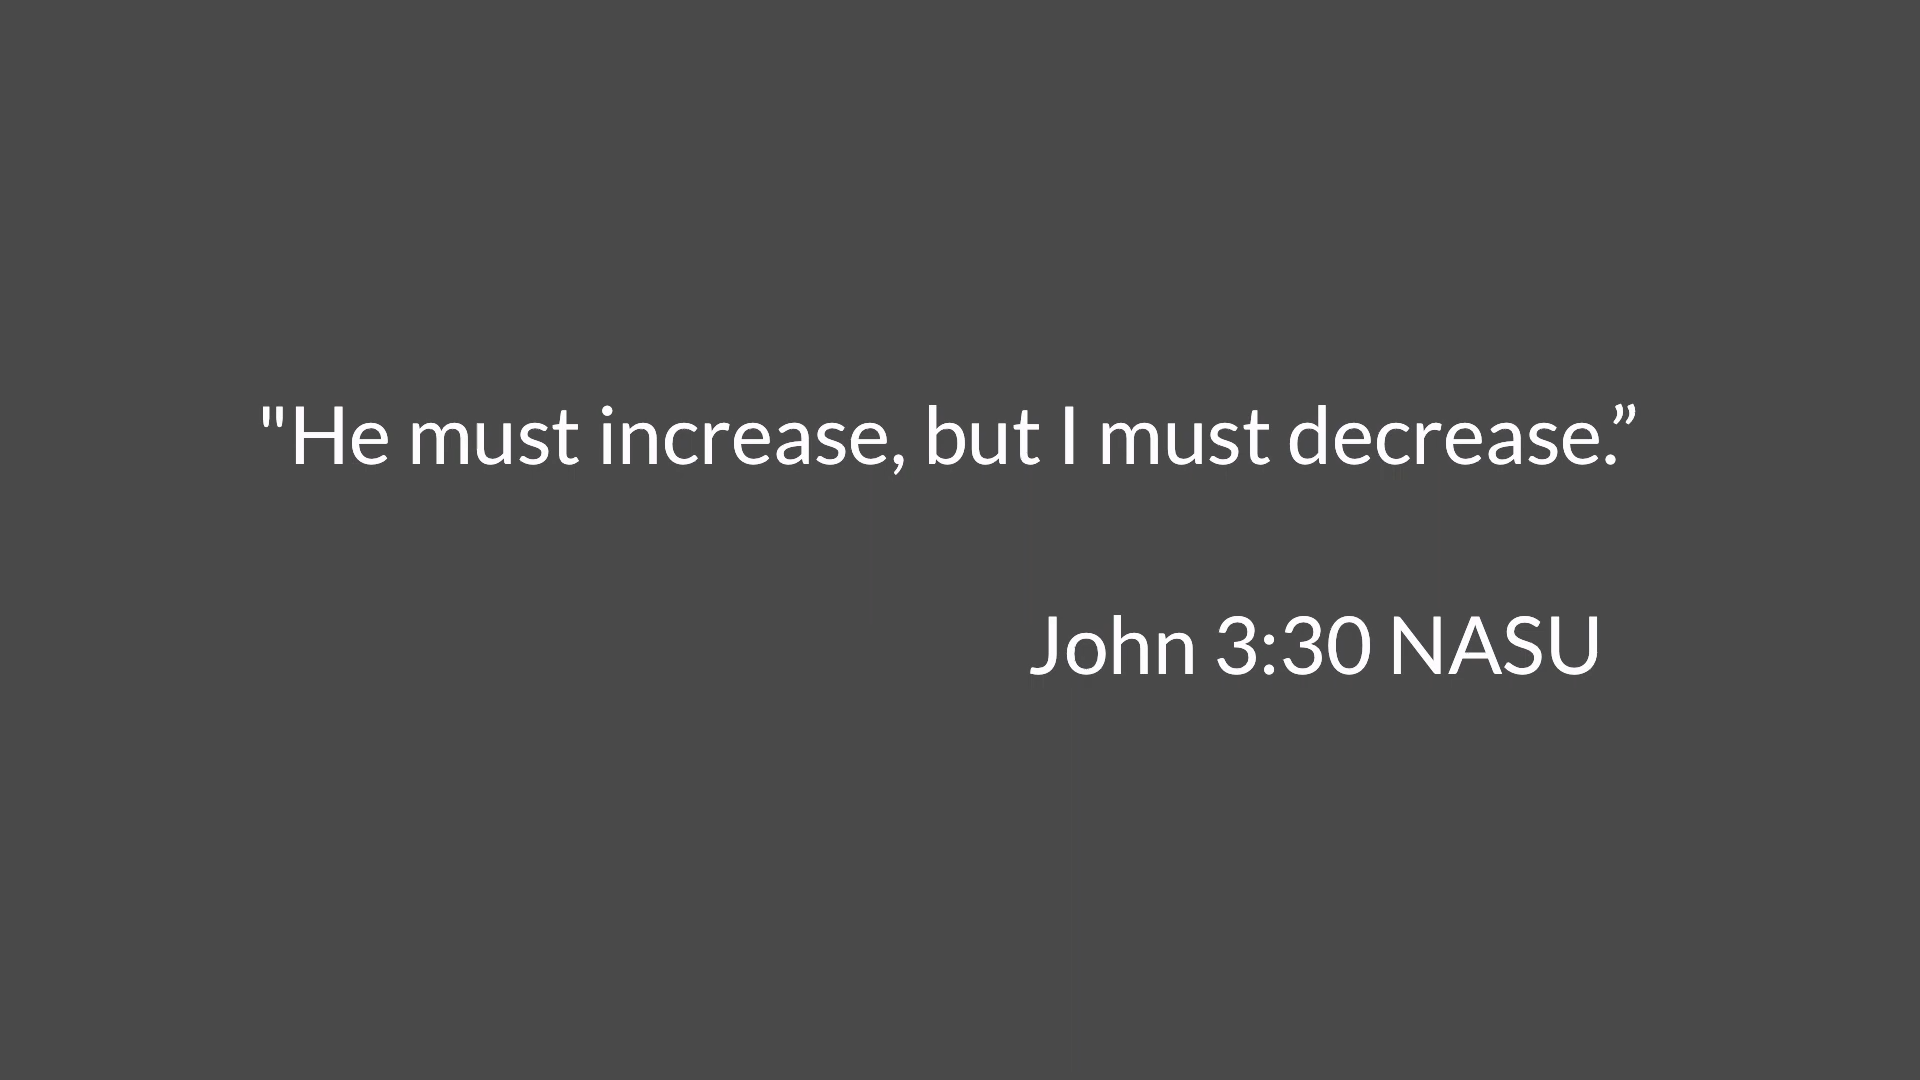 "He must increase, but I must decrease.”
John 3:30 NASU